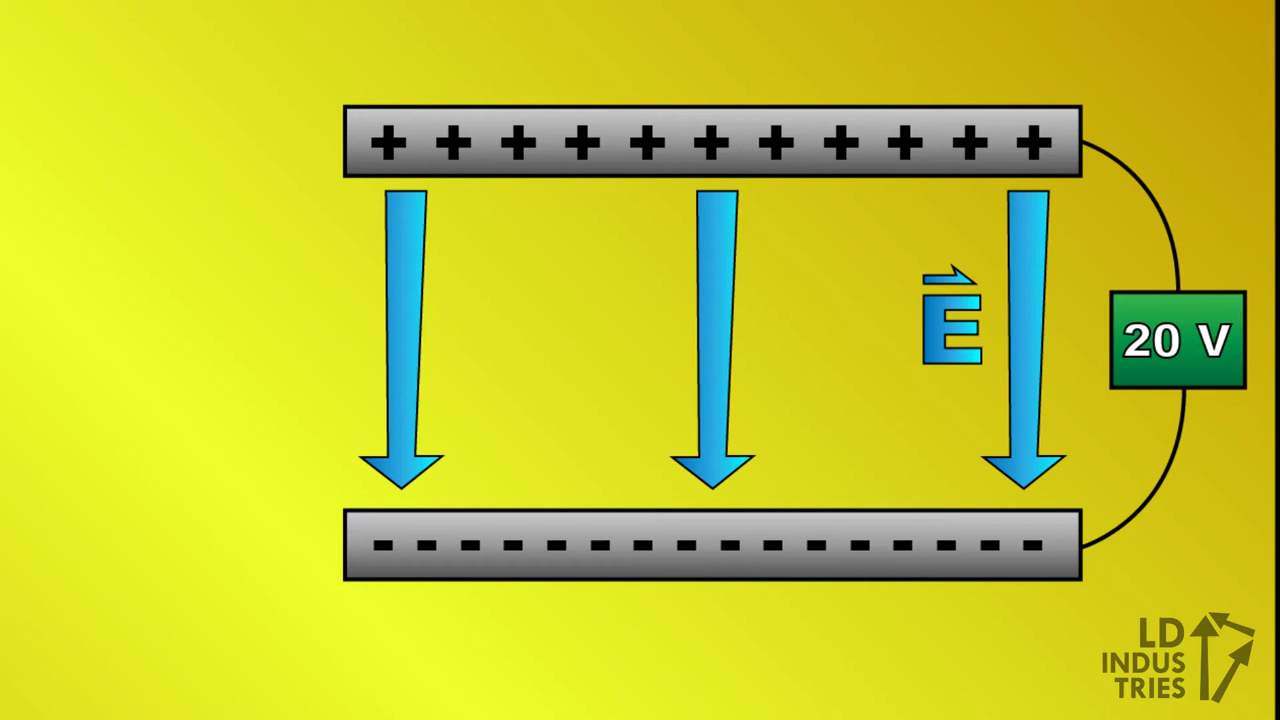 + + + + + + + + + + +
E⃗
20 V
- - - - - - - - - - - - - - - -
LD
INDUS
TRIES